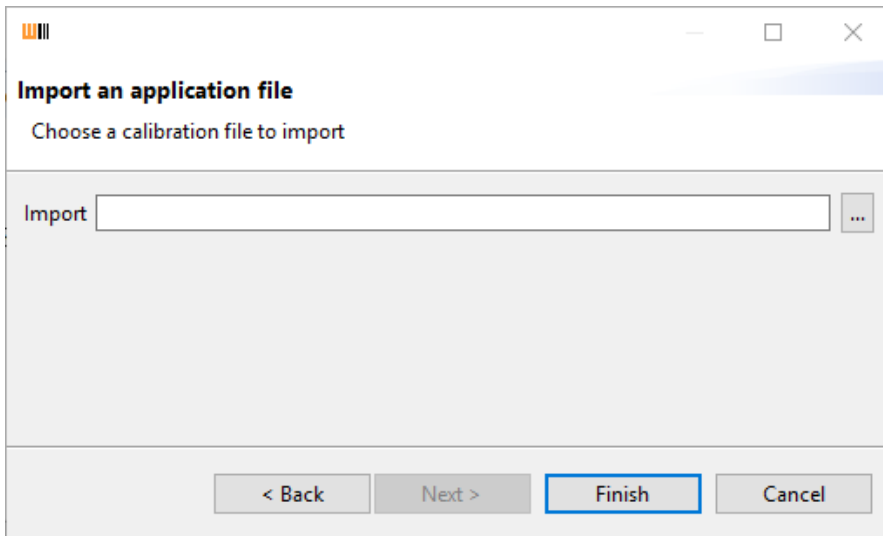 Import an application file
Choose a calibration file to import
Import
...
< Back Next > Finish Cancel